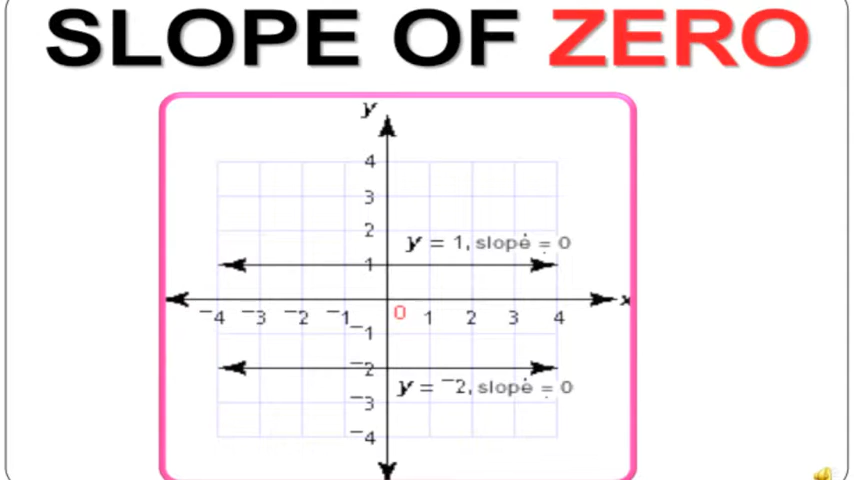 SLOPE OF ZERO
y
4
3
2
y = 1, slope = 0
1
x
‾4 ‾3 ‾2 ‾1 0 1 2 3 4
‾1
‾2
y = ‾2, slope = 0
‾3
‾4